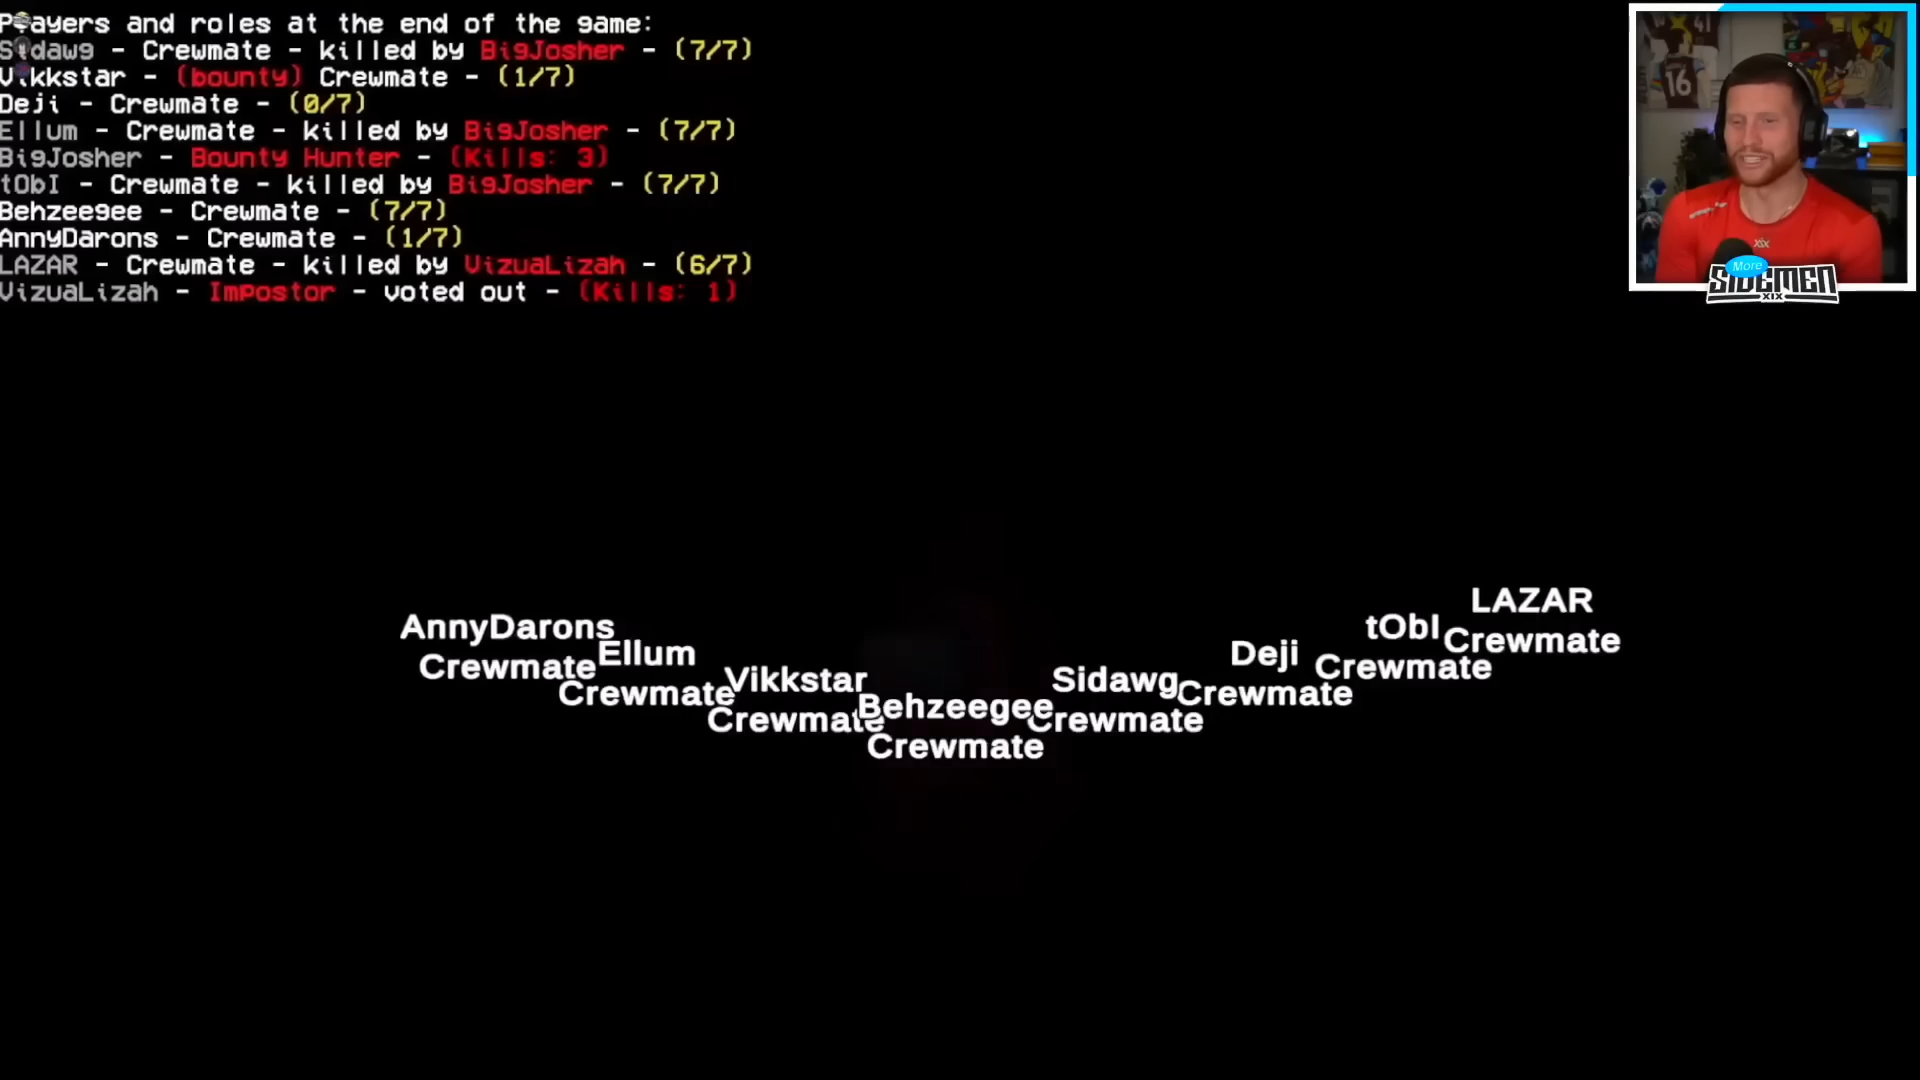 Players and roles at the end of the game:
Sidawg - Crewmate - killed by BigJosher - (7/7)
Vikkstar - (bounty) Crewmate - (1/7)
Deji - Crewmate - (0/7)
Ellum - Crewmate - killed by BigJosher - (7/7)
BigJosher - Bounty Hunter - (Kills: 3)
tObI - Crewmate - killed by BigJosher - (7/7)
Behzeegee - Crewmate - (7/7)
AnnyDarons - Crewmate - (1/7)
LAZAR - Crewmate - killed by VizuaLizah - (6/7)
VizuaLizah - Impostor - voted out - (Kills: 1)
16
XIX
More
SIDEMEN
XIX
AnnyDarons
Crewmate
Ellum
Crewmate
Vikkstar
Crewmate
Behzeegee
Crewmate
Sidawg
Crewmate
Deji
Crewmate
tObI
Crewmate
LAZAR
Crewmate